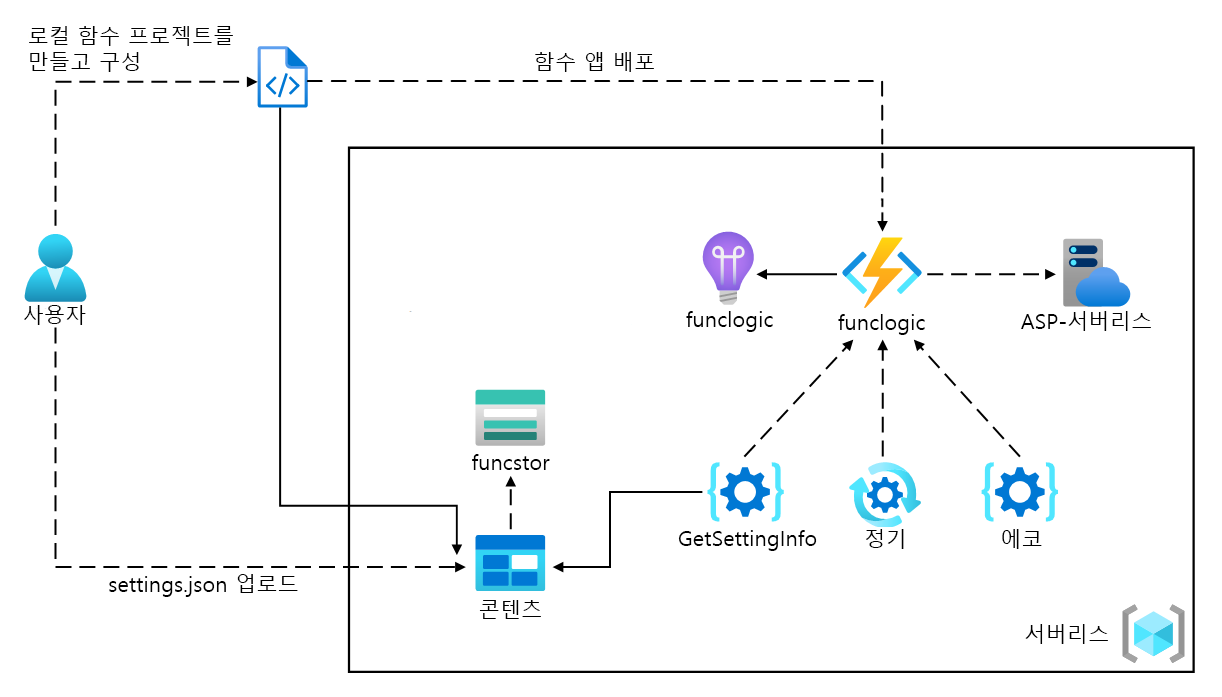 로컬 함수 프로젝트를
만들고 구성
함수 앱 배포
사용자
funclogic
funclogic
ASP-서버리스
funcstor
GetSettingInfo
정기
에코
settings.json 업로드
콘텐츠
서버리스